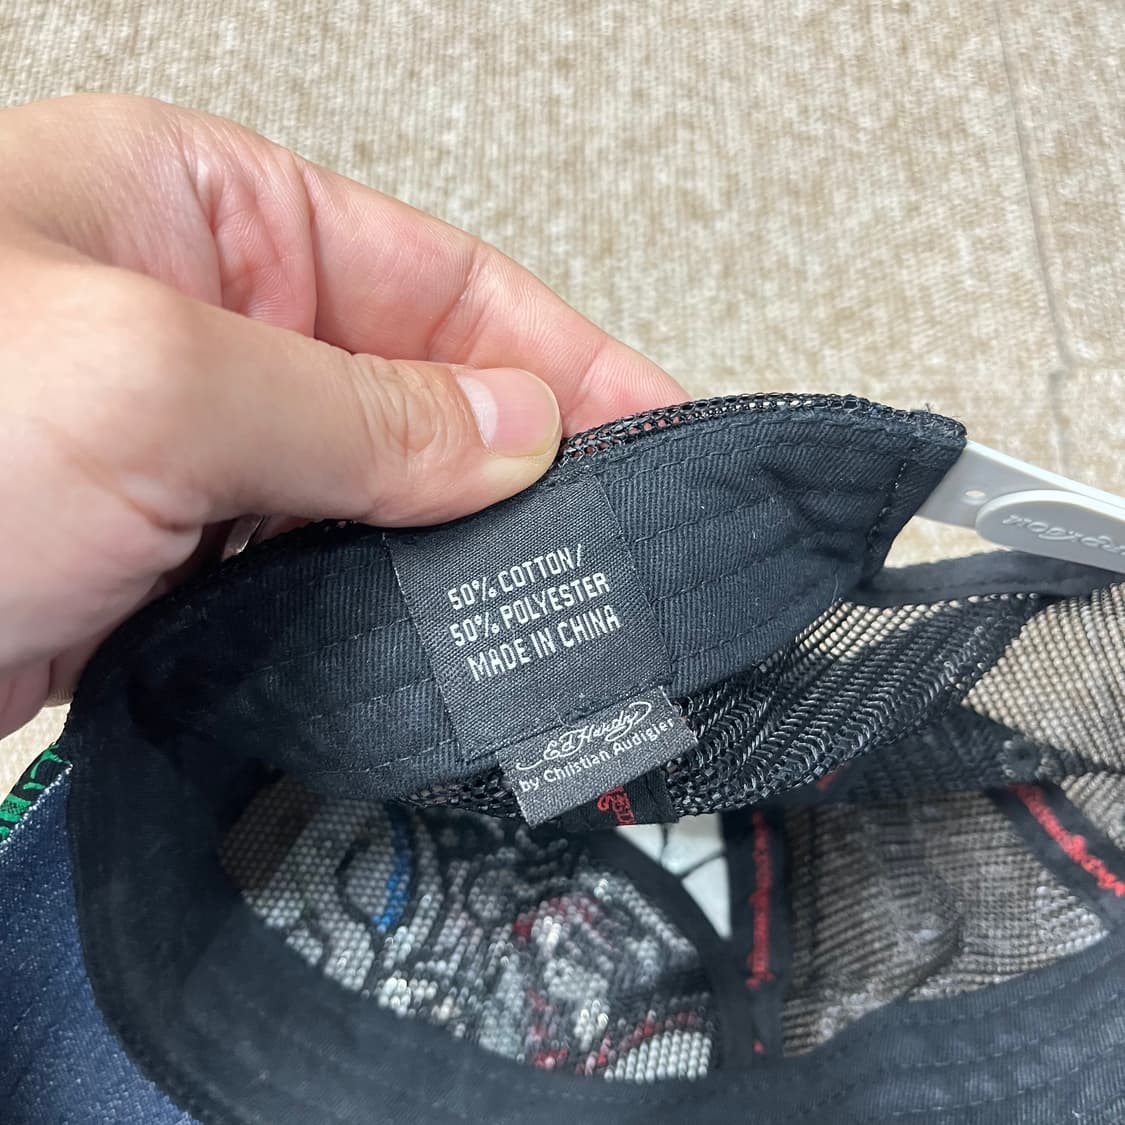 50% COTTON/
50% POLYESTER
MADE IN CHINA
Ed Hardy
by Christian Audigier